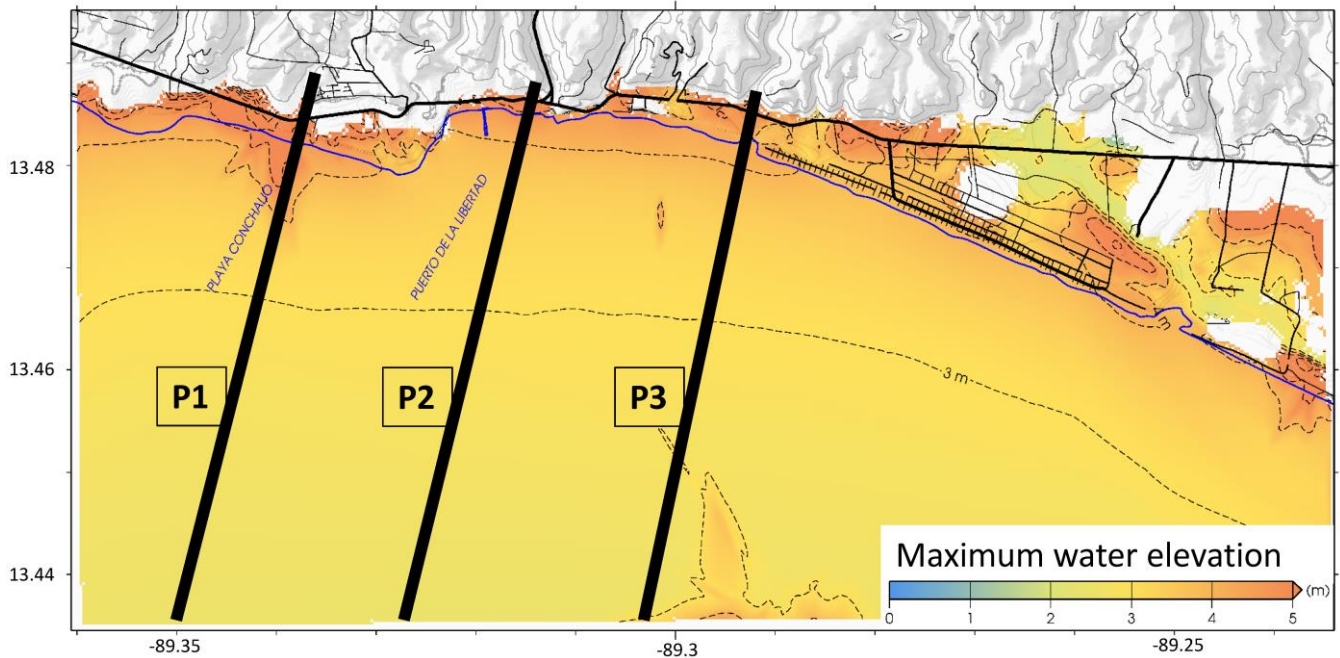 13.48
13.46
13.44
PLAYA CONCHALIO
PUERTO DE LA LIBERTAD
P1
P2
P3
3 m
m
Maximum water elevation
0 1 2 3 4 5 (m)
-89.35 -89.3 -89.25